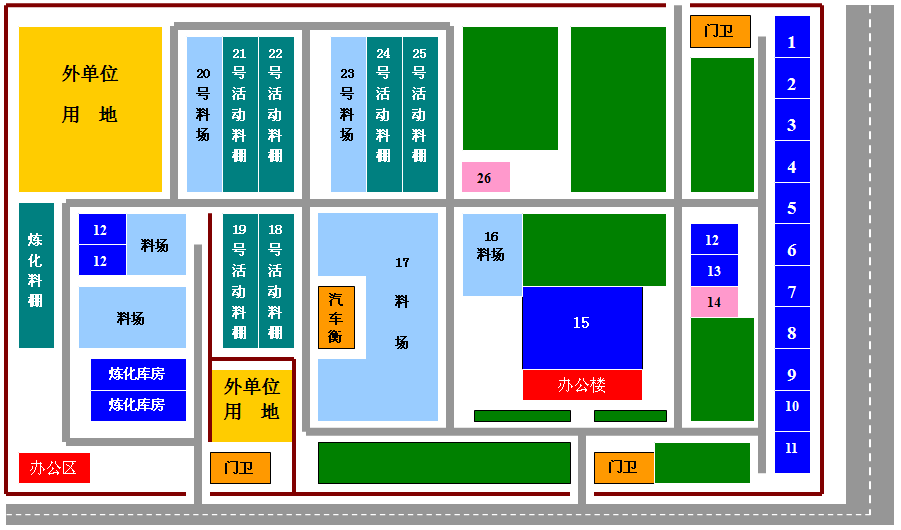 外单位
用 地
20号料场
21号活动料棚
22号活动料棚
23号料场
24号活动料棚
25号活动料棚
26
门卫
1
2
3
4
5
6
7
8
9
10
11
炼化料棚
12
12
料场
料场
炼化库房
炼化库房
办公区
19号活动料棚
18号活动料棚
外单位
用 地
门卫
17料场
汽车衡
16
料场
15
办公楼
12
13
14
门卫